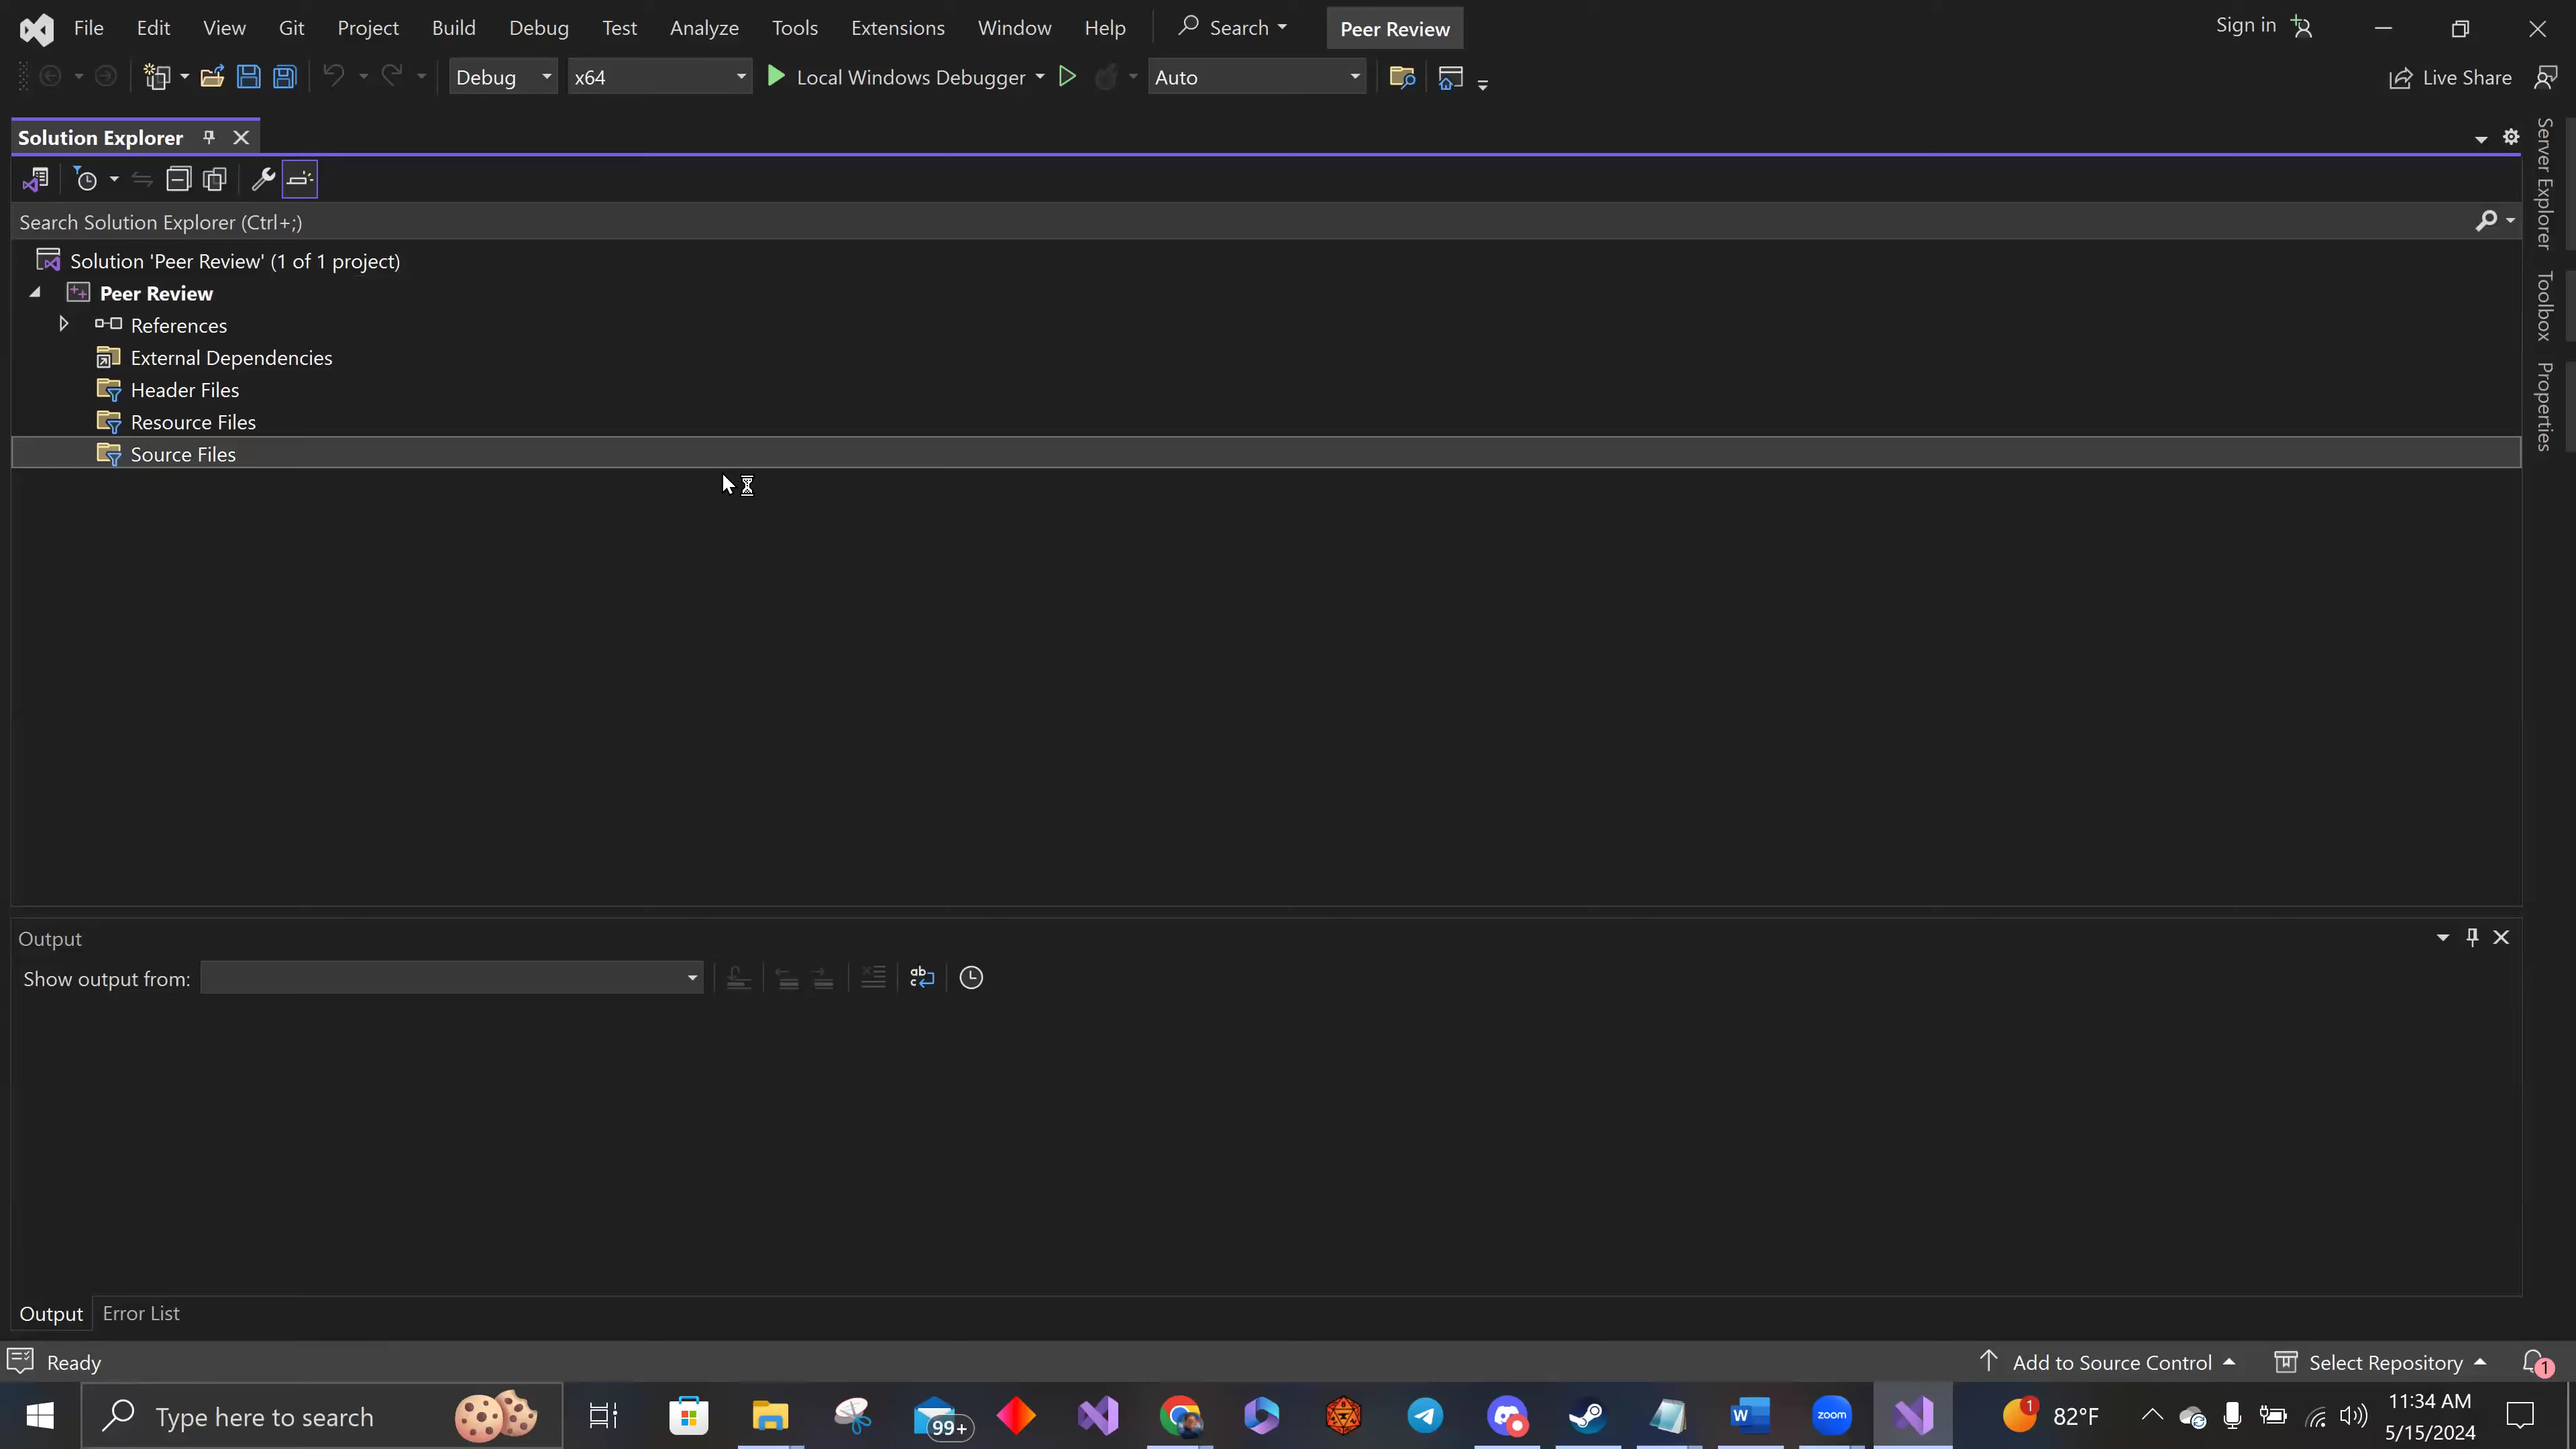 File Edit View Git Project Build Debug Test Analyze Tools Extensions Window Help Search Peer Review Sign in
Debug x64 Local Windows Debugger Auto Live Share
Solution Explorer
Search Solution Explorer (Ctrl+;)
Solution 'Peer Review' (1 of 1 project)
Peer Review
References
External Dependencies
Header Files
Resource Files
Source Files
Server Explorer
Toolbox
Properties
Output
Show output from:
Output Error List
Ready Add to Source Control Select Repository 1
Type here to search 99+ W zoom 1 82°F 11:34 AM
5/15/2024